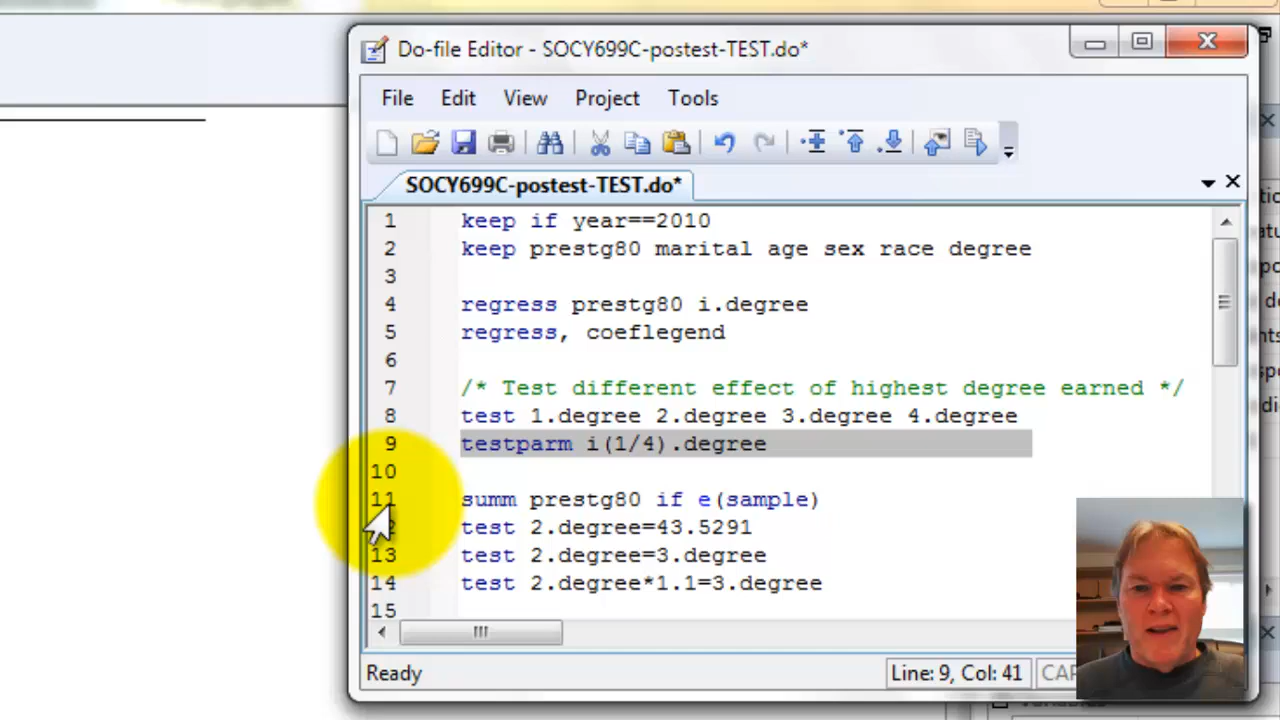 Do-file Editor - SOCY699C-postest-TEST.do*
File Edit View Project Tools
SOCY699C-postest-TEST.do*
1 keep if year==2010
2 keep prestg80 marital age sex race degree
3
4 regress prestg80 i.degree
5 regress, coeflegend
6
7 /* Test different effect of highest degree earned */
8 test 1.degree 2.degree 3.degree 4.degree
9 testparm i(1/4).degree
10
11 summ prestg80 if e(sample)
2 test 2.degree=43.5291
13 test 2.degree=3.degree
14 test 2.degree*1.1=3.degree
15
Ready Line: 9, Col: 41 CAP